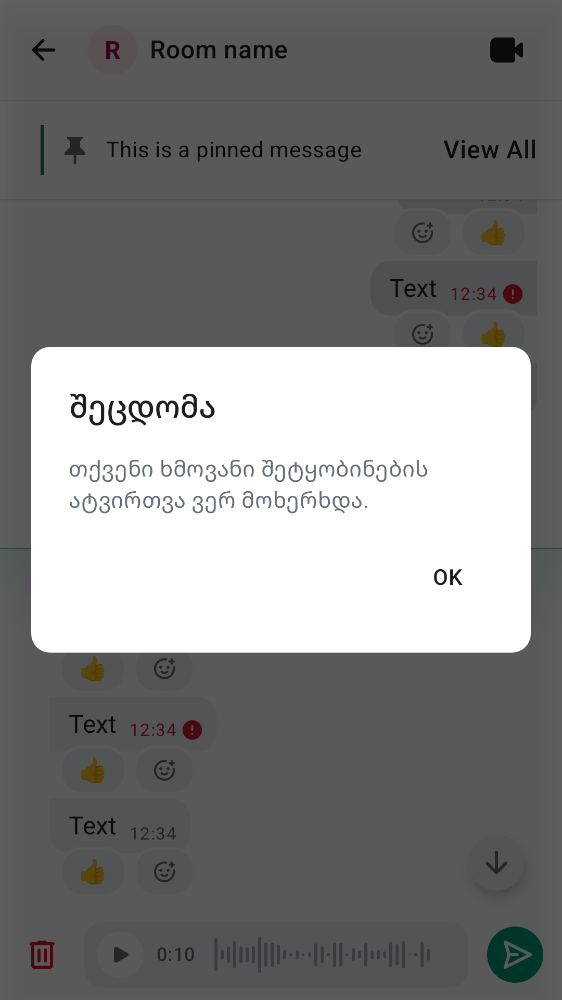 R Room name
This is a pinned message View All
Text 12:34
შეცდომა
თქვენი ხმოვანი შეტყობინების
ატვირთვა ვერ მოხერხდა.
OK
Text 12:34
Text 12:34
0:10